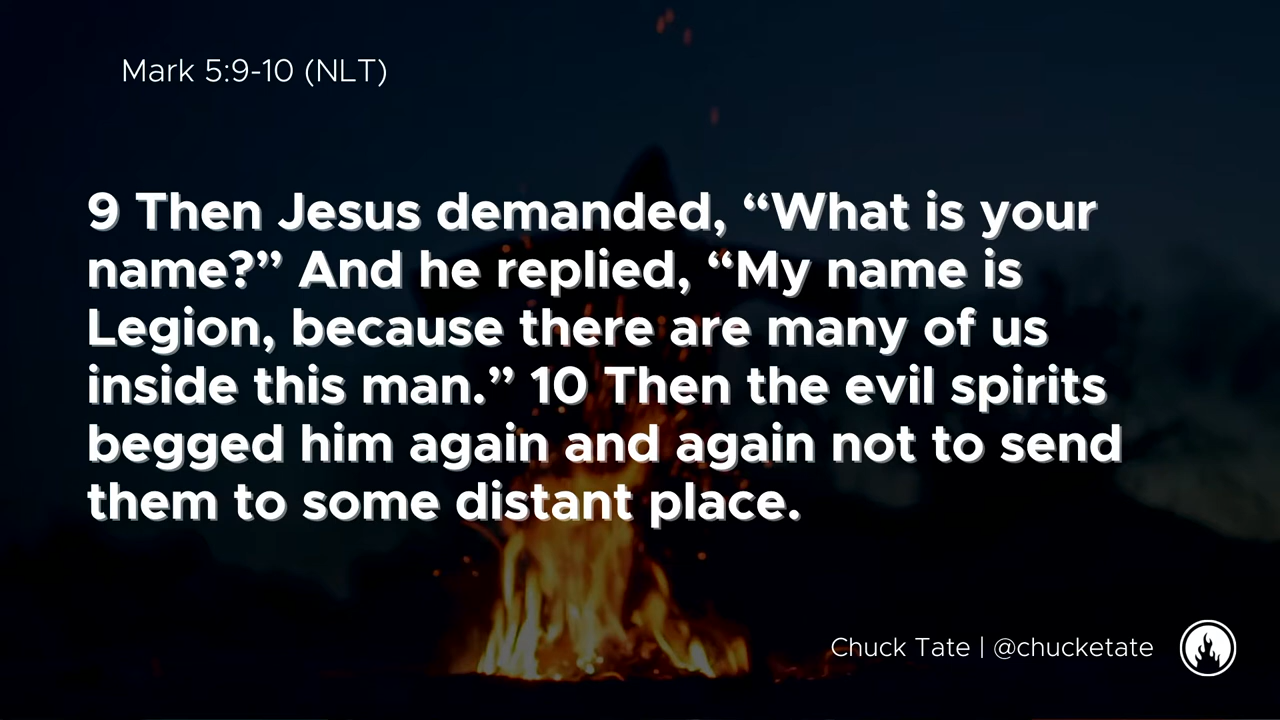 Mark 5:9-10 (NLT)
9 Then Jesus demanded, “What is your
name?” And he replied, “My name is
Legion, because there are many of us
inside this man.” 10 Then the evil spirits
begged him again and again not to send
them to some distant place.
Chuck Tate | @chucketate